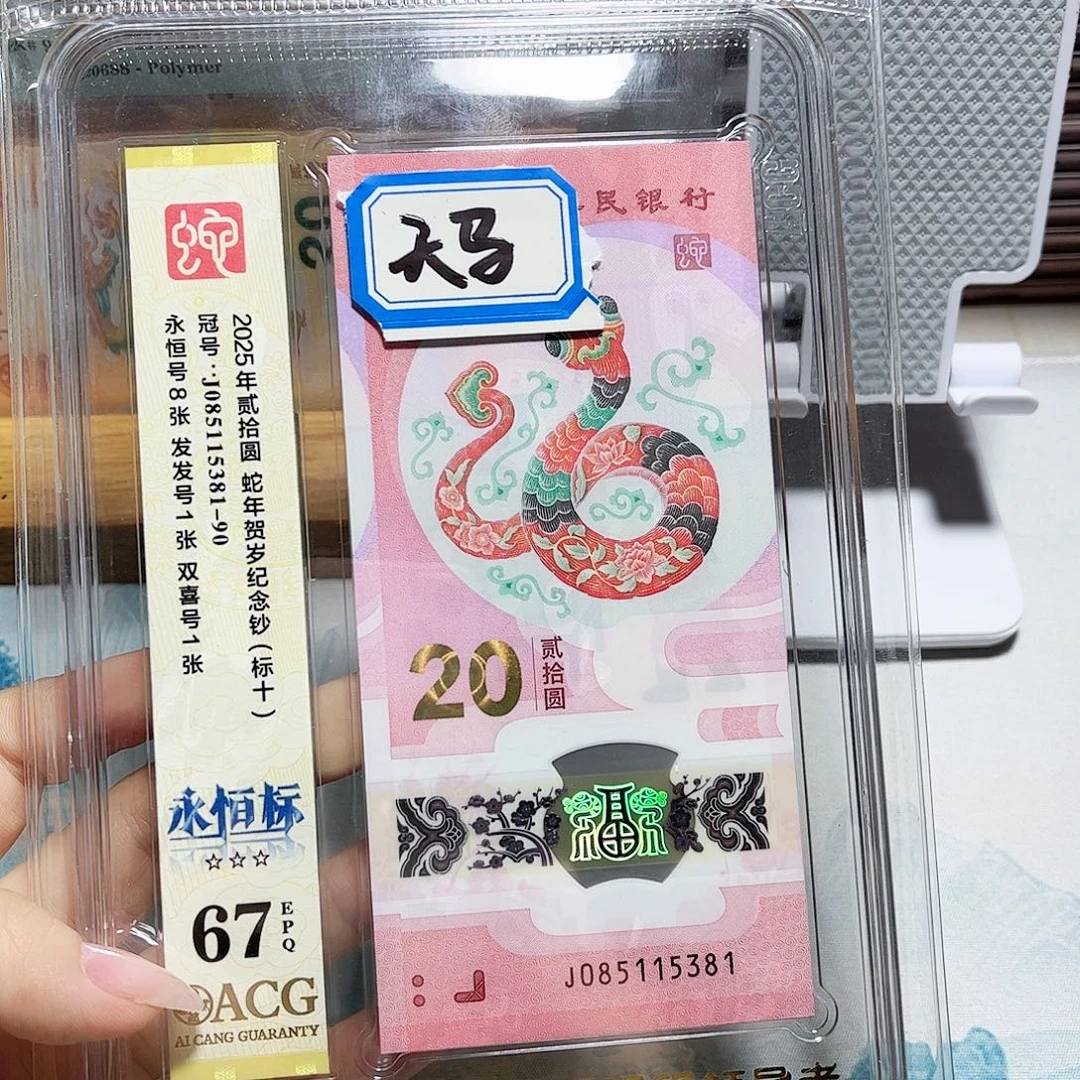 20688 - Polymer
蛇
2025年贰拾圆 蛇年贺岁纪念钞(标十)
冠号:J085115381-90
永恒号8张 发发号1张 双喜号1张
永恒标
☆☆☆
67
EPQ
ACG
AI CANG GUARANTY
民银行
天马
蛇
20
贰拾圆
福
J085115381
20